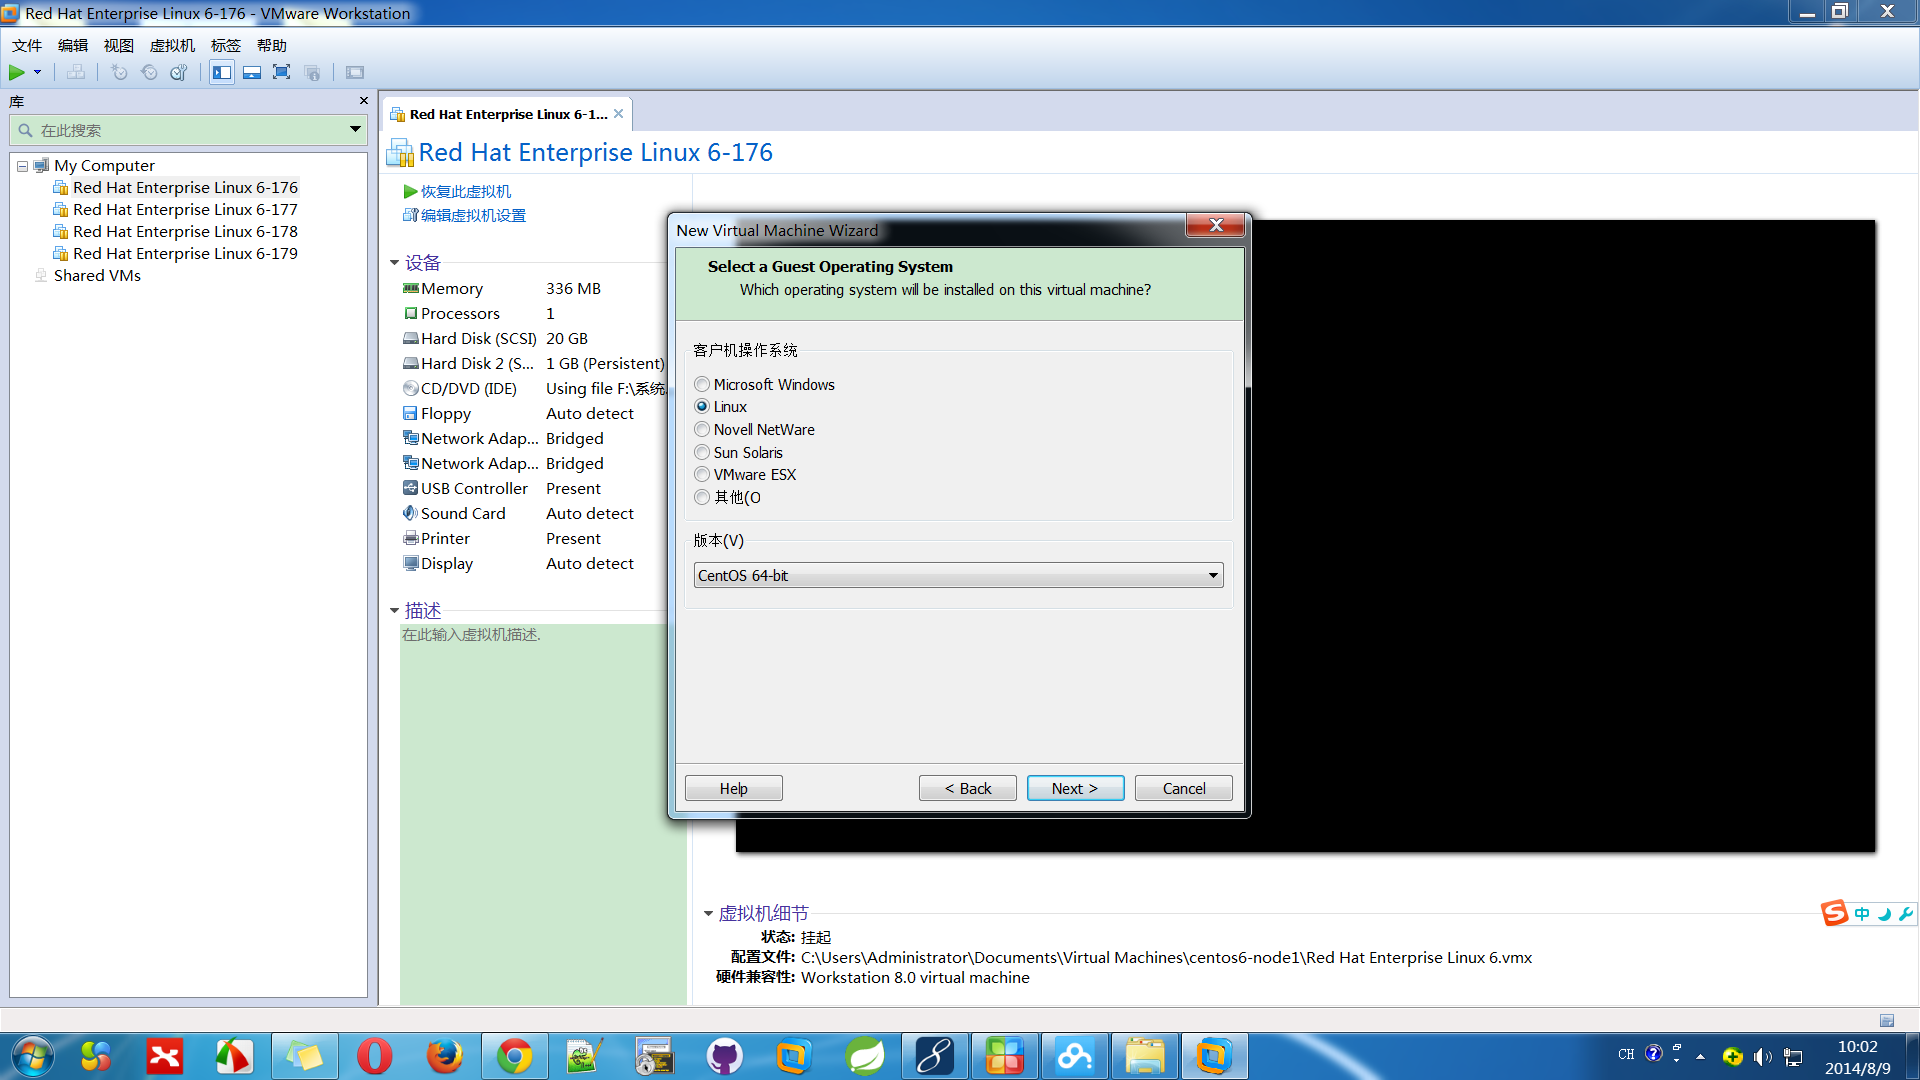 Red Hat Enterprise Linux 6-176 - VMware Workstation
文件 编辑 视图 虚拟机 标签 帮助
库
在此搜索
My Computer
Red Hat Enterprise Linux 6-176
Red Hat Enterprise Linux 6-177
Red Hat Enterprise Linux 6-178
Red Hat Enterprise Linux 6-179
Shared VMs
Red Hat Enterprise Linux 6-1...
Red Hat Enterprise Linux 6-176
恢复此虚拟机
编辑虚拟机设置
设备
Memory 336 MB
Processors 1
Hard Disk (SCSI) 20 GB
Hard Disk 2 (S... 1 GB (Persistent)
CD/DVD (IDE) Using file F:\系统
Floppy Auto detect
Network Adap... Bridged
Network Adap... Bridged
USB Controller Present
Sound Card Auto detect
Printer Present
Display Auto detect
描述
在此输入虚拟机描述.
New Virtual Machine Wizard
Select a Guest Operating System
Which operating system will be installed on this virtual machine?
客户机操作系统
Microsoft Windows
Linux
Novell NetWare
Sun Solaris
VMware ESX
其他(O
版本(V)
CentOS 64-bit
Help < Back Next > Cancel
虚拟机细节
状态: 挂起
配置文件: C:\Users\Administrator\Documents\Virtual Machines\centos6-node1\Red Hat Enterprise Linux 6.vmx
硬件兼容性: Workstation 8.0 virtual machine
中
CH
10:02
2014/8/9